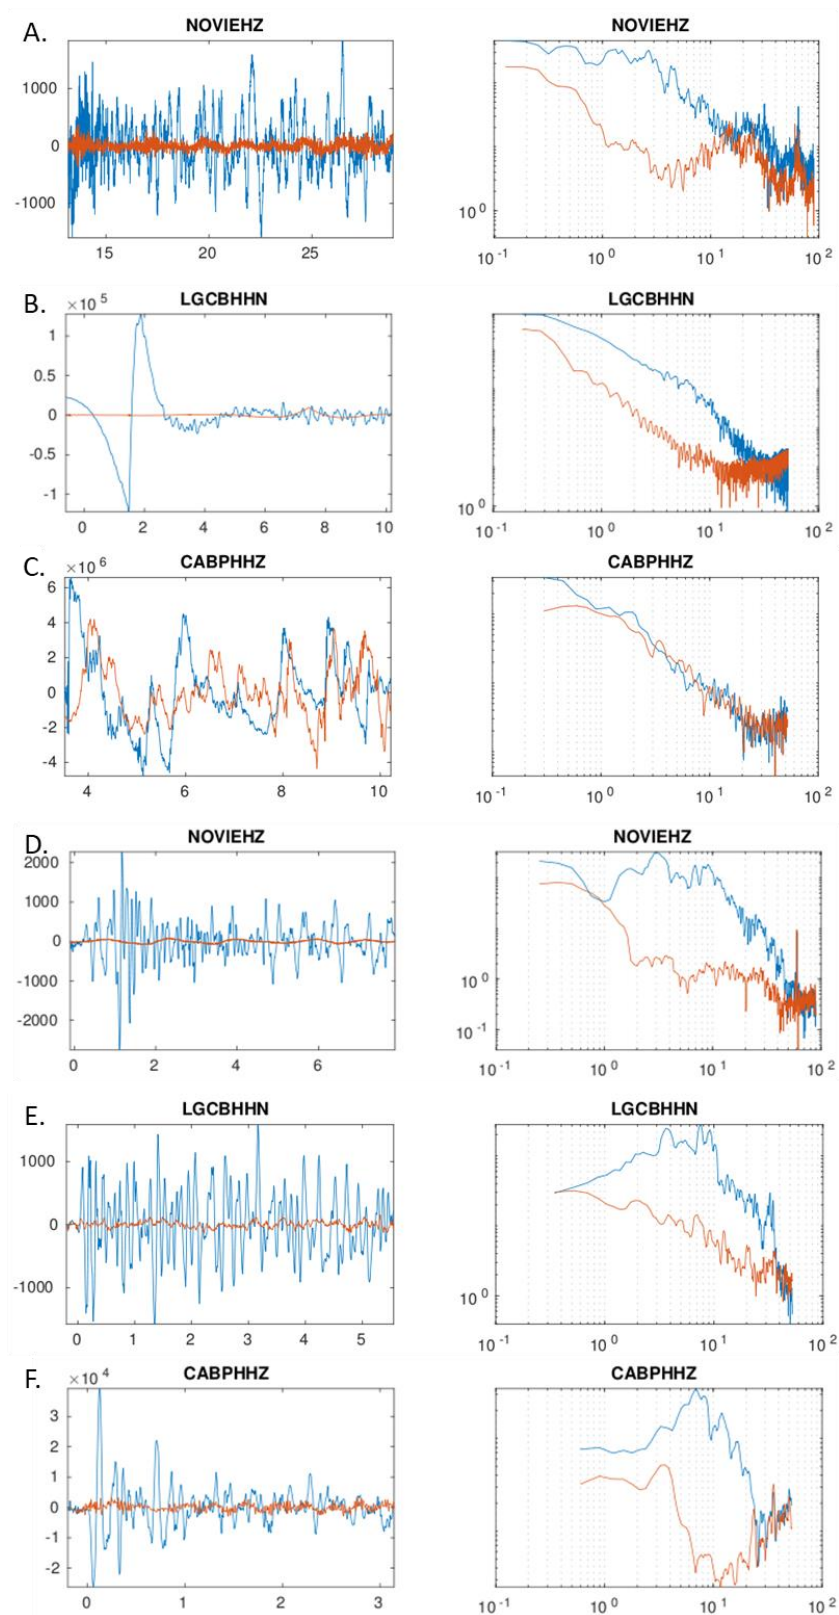 A.
NOVIEHZ
1000
0
-1000
15 20 25
NOVIEHZ
10^0
10^-1 10^0 10^1 10^2
B.
LGCBHHN
×10^5
1
0.5
0
-0.5
-1
0 2 4 6 8 10
LGCBHHN
10^0
10^-1 10^0 10^1 10^2
C.
CABPHHZ
×10^6
6
4
2
0
-2
-4
4 6 8 10
CABPHHZ
10^-1 10^0 10^1 10^2
D.
NOVIEHZ
2000
1000
0
-1000
-2000
0 2 4 6
NOVIEHZ
10^0
10^-1
10^-1 10^0 10^1 10^2
E.
LGCBHHN
1000
0
-1000
0 1 2 3 4 5
LGCBHHN
10^0
10^-1 10^0 10^1 10^2
F.
CABPHHZ
×10^4
3
2
1
0
-1
-2
0 1 2 3
CABPHHZ
10^-1 10^0 10^1 10^2